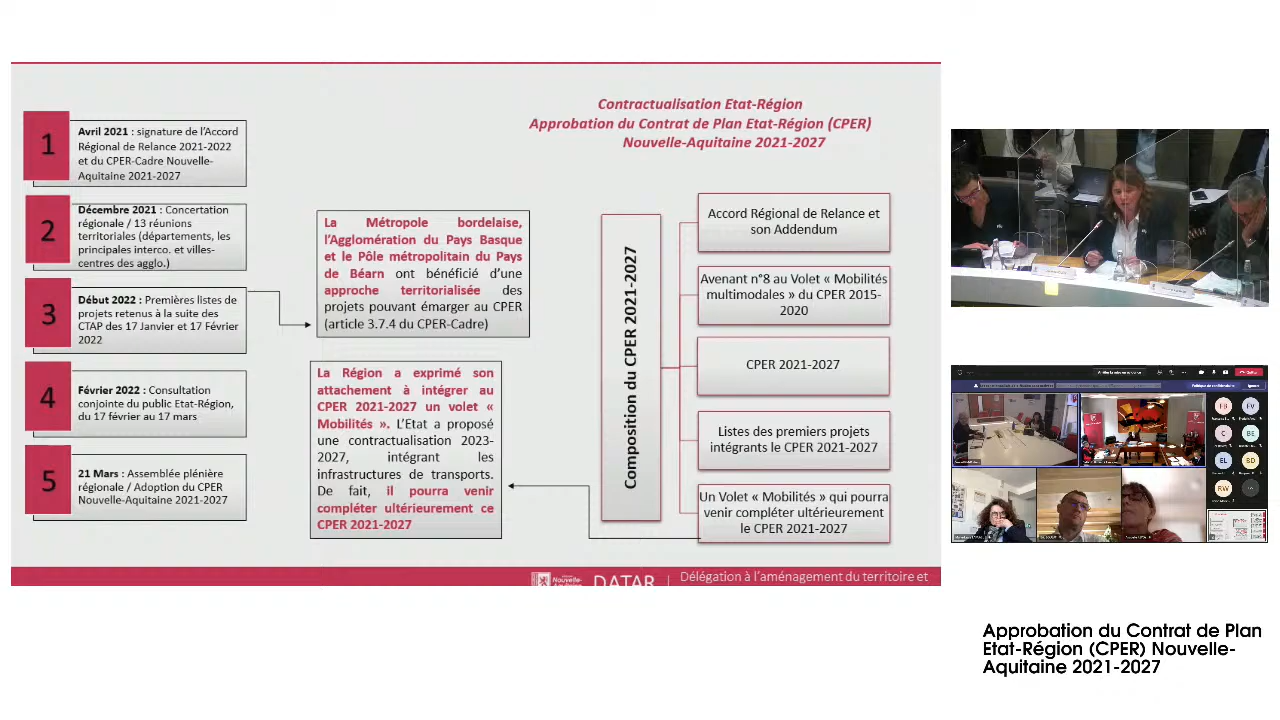 Contractualisation Etat-Région
Approbation du Contrat de Plan Etat-Région (CPER)
Nouvelle-Aquitaine 2021-2027
1
Avril 2021 : signature de l'Accord
Régional de Relance 2021-2022
et du CPER-Cadre Nouvelle-
Aquitaine 2021-2027
2
Décembre 2021 : Concertation
régionale / 13 réunions
territoriales (départements, les
principales interco. et villes-
centres des agglo.)
3
Début 2022 : Premières listes de
projets retenus à la suite des
CTAP des 17 Janvier et 17 Février
2022
4
Février 2022 : Consultation
conjointe du public Etat-Région,
du 17 février au 17 mars
5
21 Mars : Assemblée plénière
régionale / Adoption du CPER
Nouvelle-Aquitaine 2021-2027
La Métropole bordelaise,
l'Agglomération du Pays Basque
et le Pôle métropolitain du Pays
de Béarn ont bénéficié d'une
approche territorialisée des
projets pouvant émarger au CPER
(article 3.7.4 du CPER-Cadre)
La Région a exprimé son
attachement à intégrer au
CPER 2021-2027 un volet «
Mobilités ». L'Etat a proposé
une contractualisation 2023-
2027, intégrant les
infrastructures de transports.
De fait, il pourra venir
compléter ultérieurement ce
CPER 2021-2027
Composition du CPER 2021-2027
Accord Régional de Relance et
son Addendum
Avenant n°8 au Volet « Mobilités
multimodales » du CPER 2015-
2020
CPER 2021-2027
Listes des premiers projets
intégrants le CPER 2021-2027
Un Volet « Mobilités » qui pourra
venir compléter ultérieurement
le CPER 2021-2027
Nouvelle-
DATAR
Délégation à l'aménagement du territoire et
Politique de confidentialité
Ignorer
Quitter
FB
FV
C
BE
EL
BD
RW
Approbation du Contrat de Plan
Etat-Région (CPER) Nouvelle-
Aquitaine 2021-2027